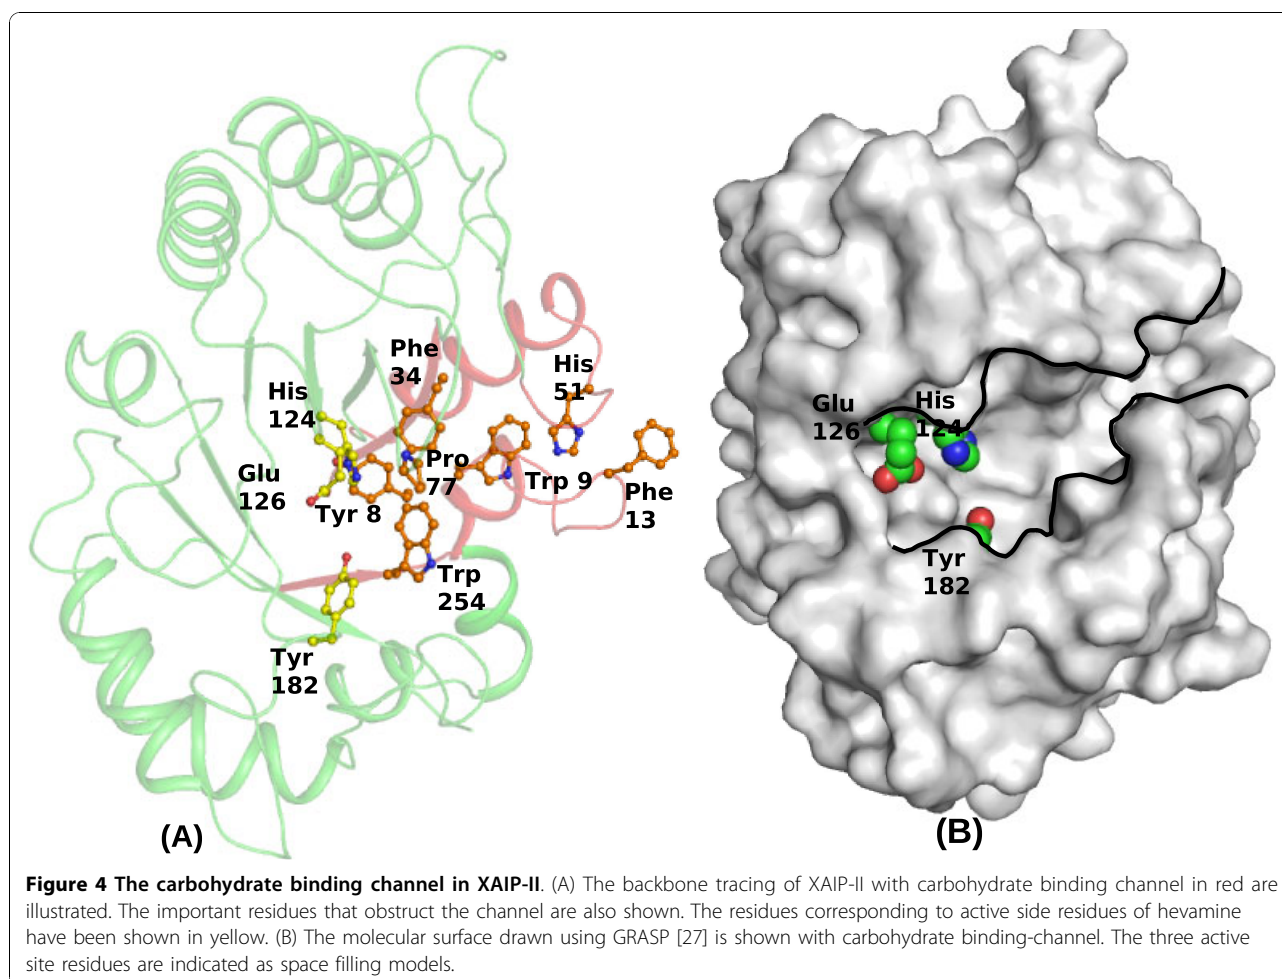 Phe
34
His
51
His
124
Glu
126
Pro
77
Trp 9
Phe
13
Tyr 8
Trp
254
Tyr
182
(A)
Glu
126
His
124
Tyr
182
(B)
Figure 4 The carbohydrate binding channel in XAIP-II. (A) The backbone tracing of XAIP-II with carbohydrate binding channel in red are
illustrated. The important residues that obstruct the channel are also shown. The residues corresponding to active side residues of hevamine
have been shown in yellow. (B) The molecular surface drawn using GRASP [27] is shown with carbohydrate binding-channel. The three active
site residues are indicated as space filling models.